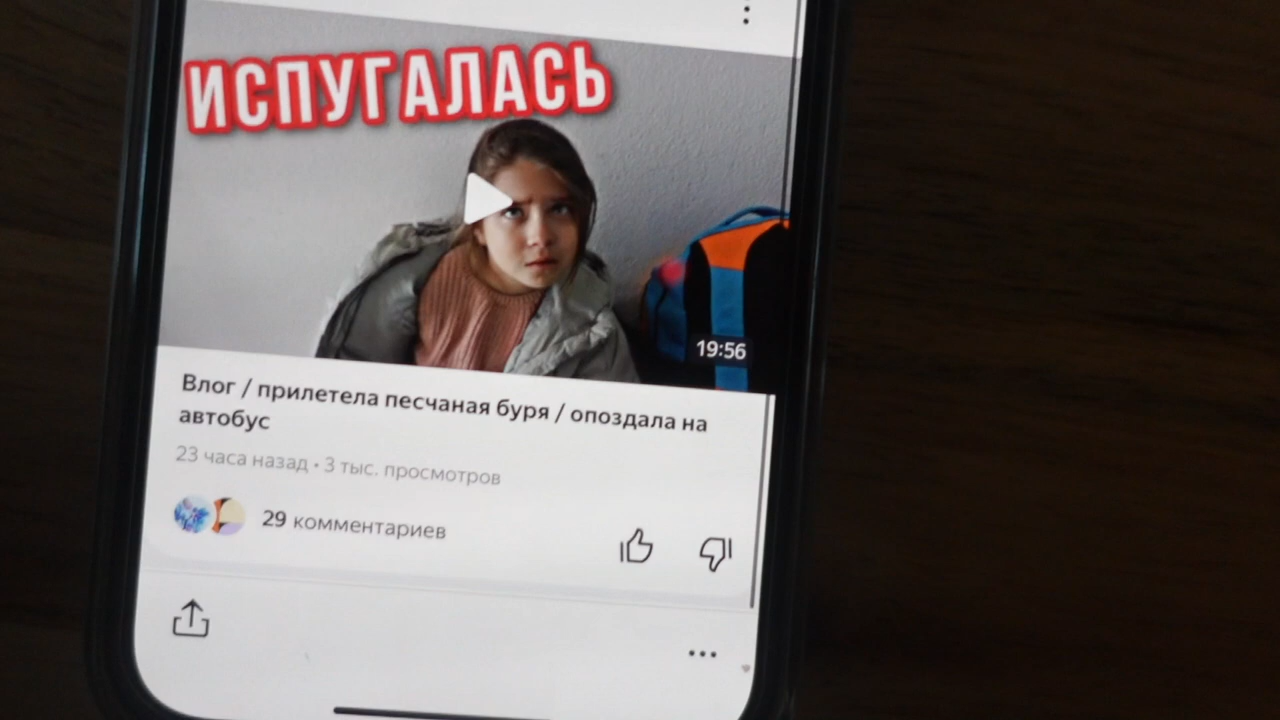 ИСПУГАЛАСЬ
19:56
Влог / прилетела песчаная буря / опоздала на
автобус
23 часа назад • 3 тыс. просмотров
29 комментариев